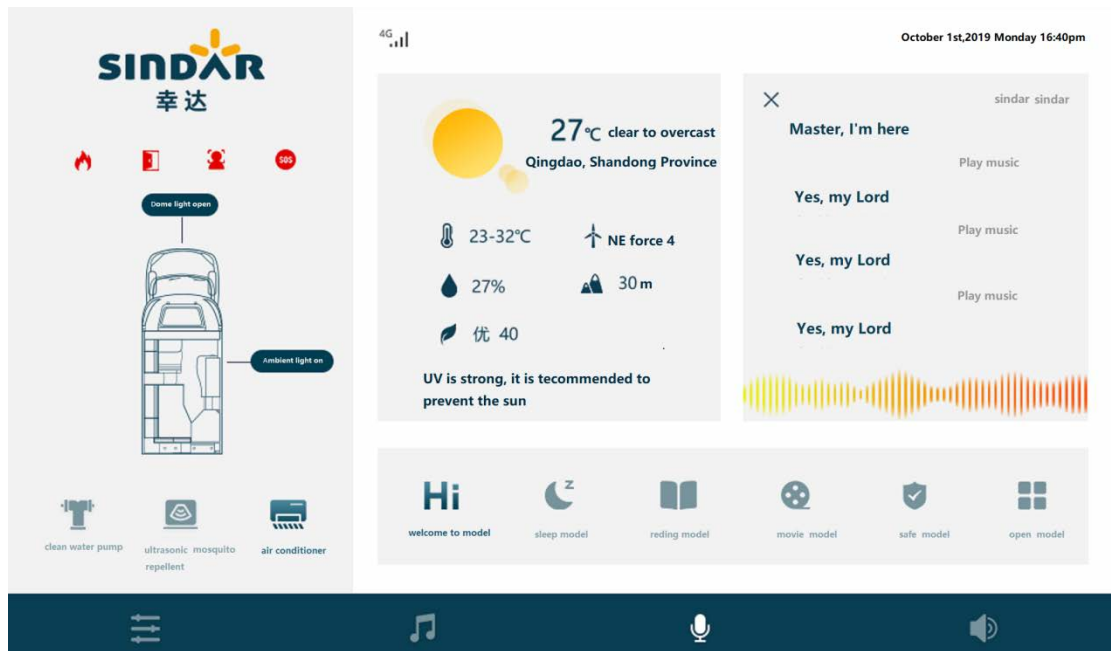 SINDAR
幸达
SOS
Dome light open
Ambient light on
clean water pump
ultrasonic mosquito
repellent
air conditioner
4G
October 1st,2019 Monday 16:40pm
27℃ clear to overcast
Qingdao, Shandong Province
23-32℃
NE force 4
27%
30 m
优 40
UV is strong, it is tecommended to
prevent the sun
sindar sindar
Master, I'm here
Play music
Yes, my Lord
Play music
Yes, my Lord
Play music
Yes, my Lord
Hi
z
welcome to model
sleep model
reding model
movie model
safe model
open model